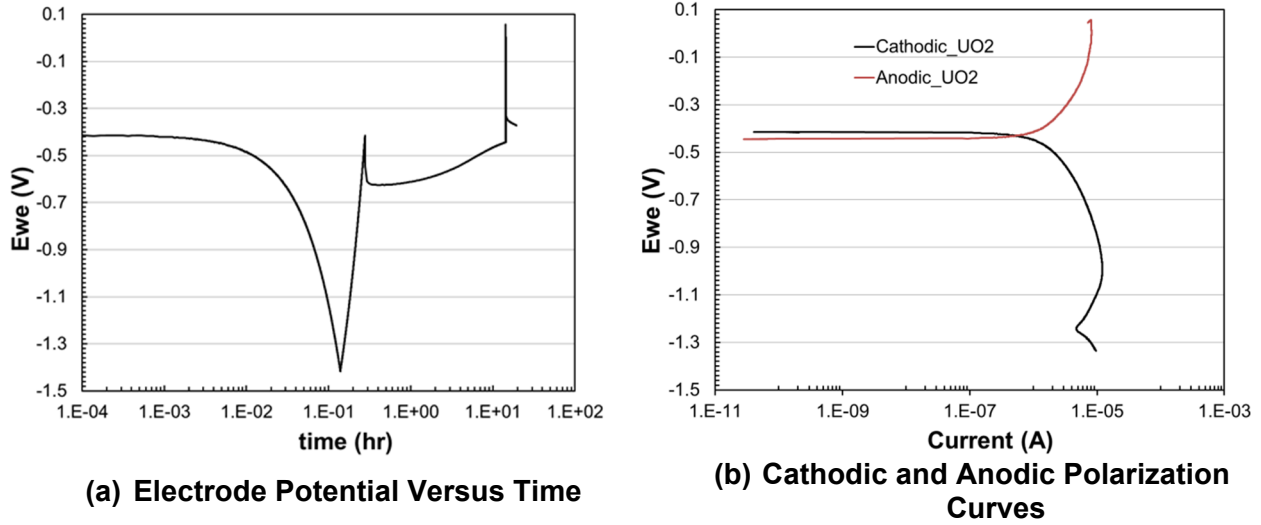 0.1
-0.1
-0.3
-0.5
-0.7
-0.9
-1.1
-1.3
-1.5
Ewe (V)
1.E-04 1.E-03 1.E-02 1.E-01 1.E+00 1.E+01 1.E+02
time (hr)
(a) Electrode Potential Versus Time
0.1
-0.1
-0.3
-0.5
-0.7
-0.9
-1.1
-1.3
-1.5
Ewe (V)
Cathodic_UO2
Anodic_UO2
1.E-11 1.E-09 1.E-07 1.E-05 1.E-03
Current (A)
(b) Cathodic and Anodic Polarization
Curves